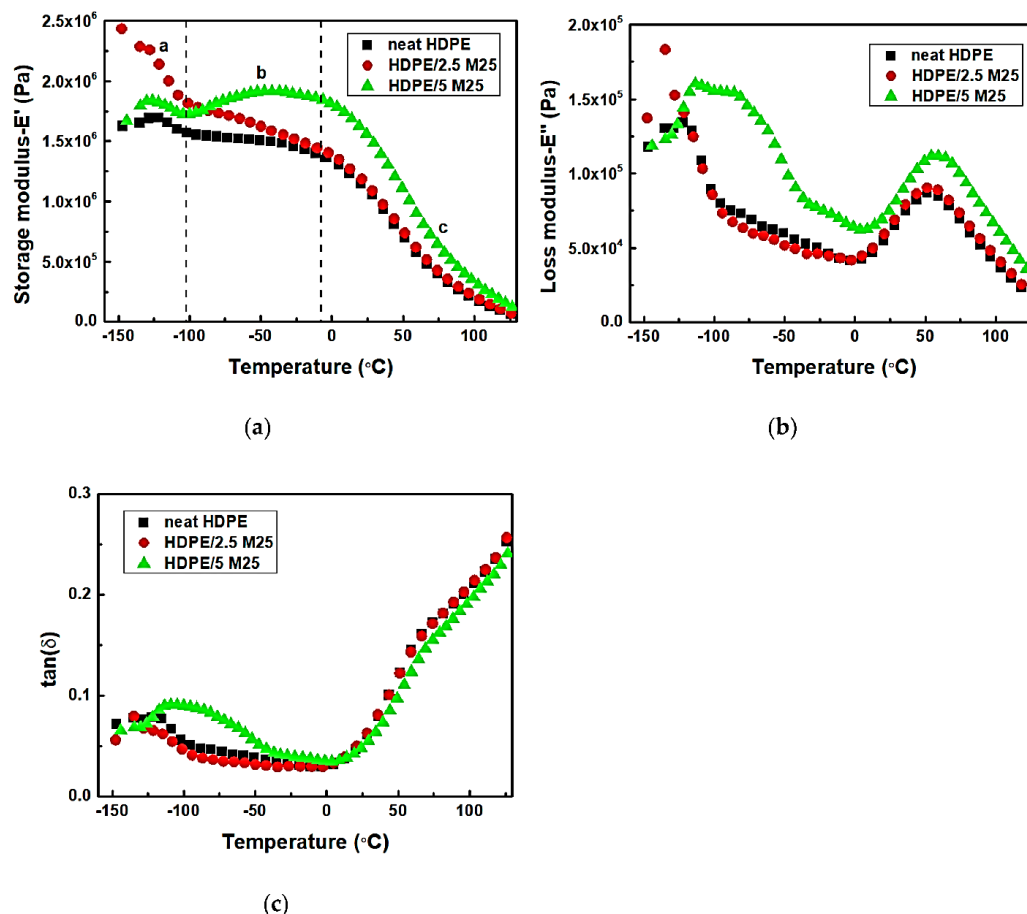 2.5x10⁶
2.0x10⁶
1.5x10⁶
1.0x10⁶
5.0x10⁵
0.0
Storage modulus-E'' (Pa)
a
b
c
neat HDPE
HDPE/2.5 M25
HDPE/5 M25
-150 -100 -50 0 50 100
Temperature (°C)
(a)
2.0x10⁵
1.5x10⁵
1.0x10⁵
5.0x10⁴
0.0
Loss modulus-E'' (Pa)
neat HDPE
HDPE/2.5 M25
HDPE/5 M25
-150 -100 -50 0 50 100
Temperature (°C)
(b)
0.3
0.2
0.1
0.0
tan(δ)
neat HDPE
HDPE/2.5 M25
HDPE/5 M25
-150 -100 -50 0 50 100
Temperature (°C)
(c)